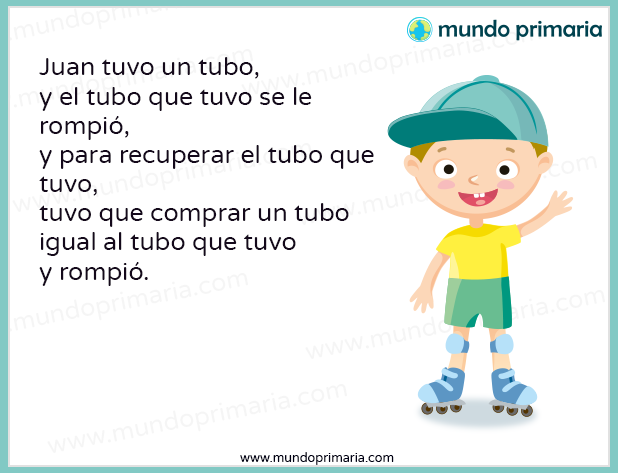 mundo primaria
Juan tuvo un tubo,
y el tubo que tuvo se le
rompió,
y para recuperar el tubo que
tuvo,
tuvo que comprar un tubo
igual al tubo que tuvo
y rompió.
www.mundoprimaria.com